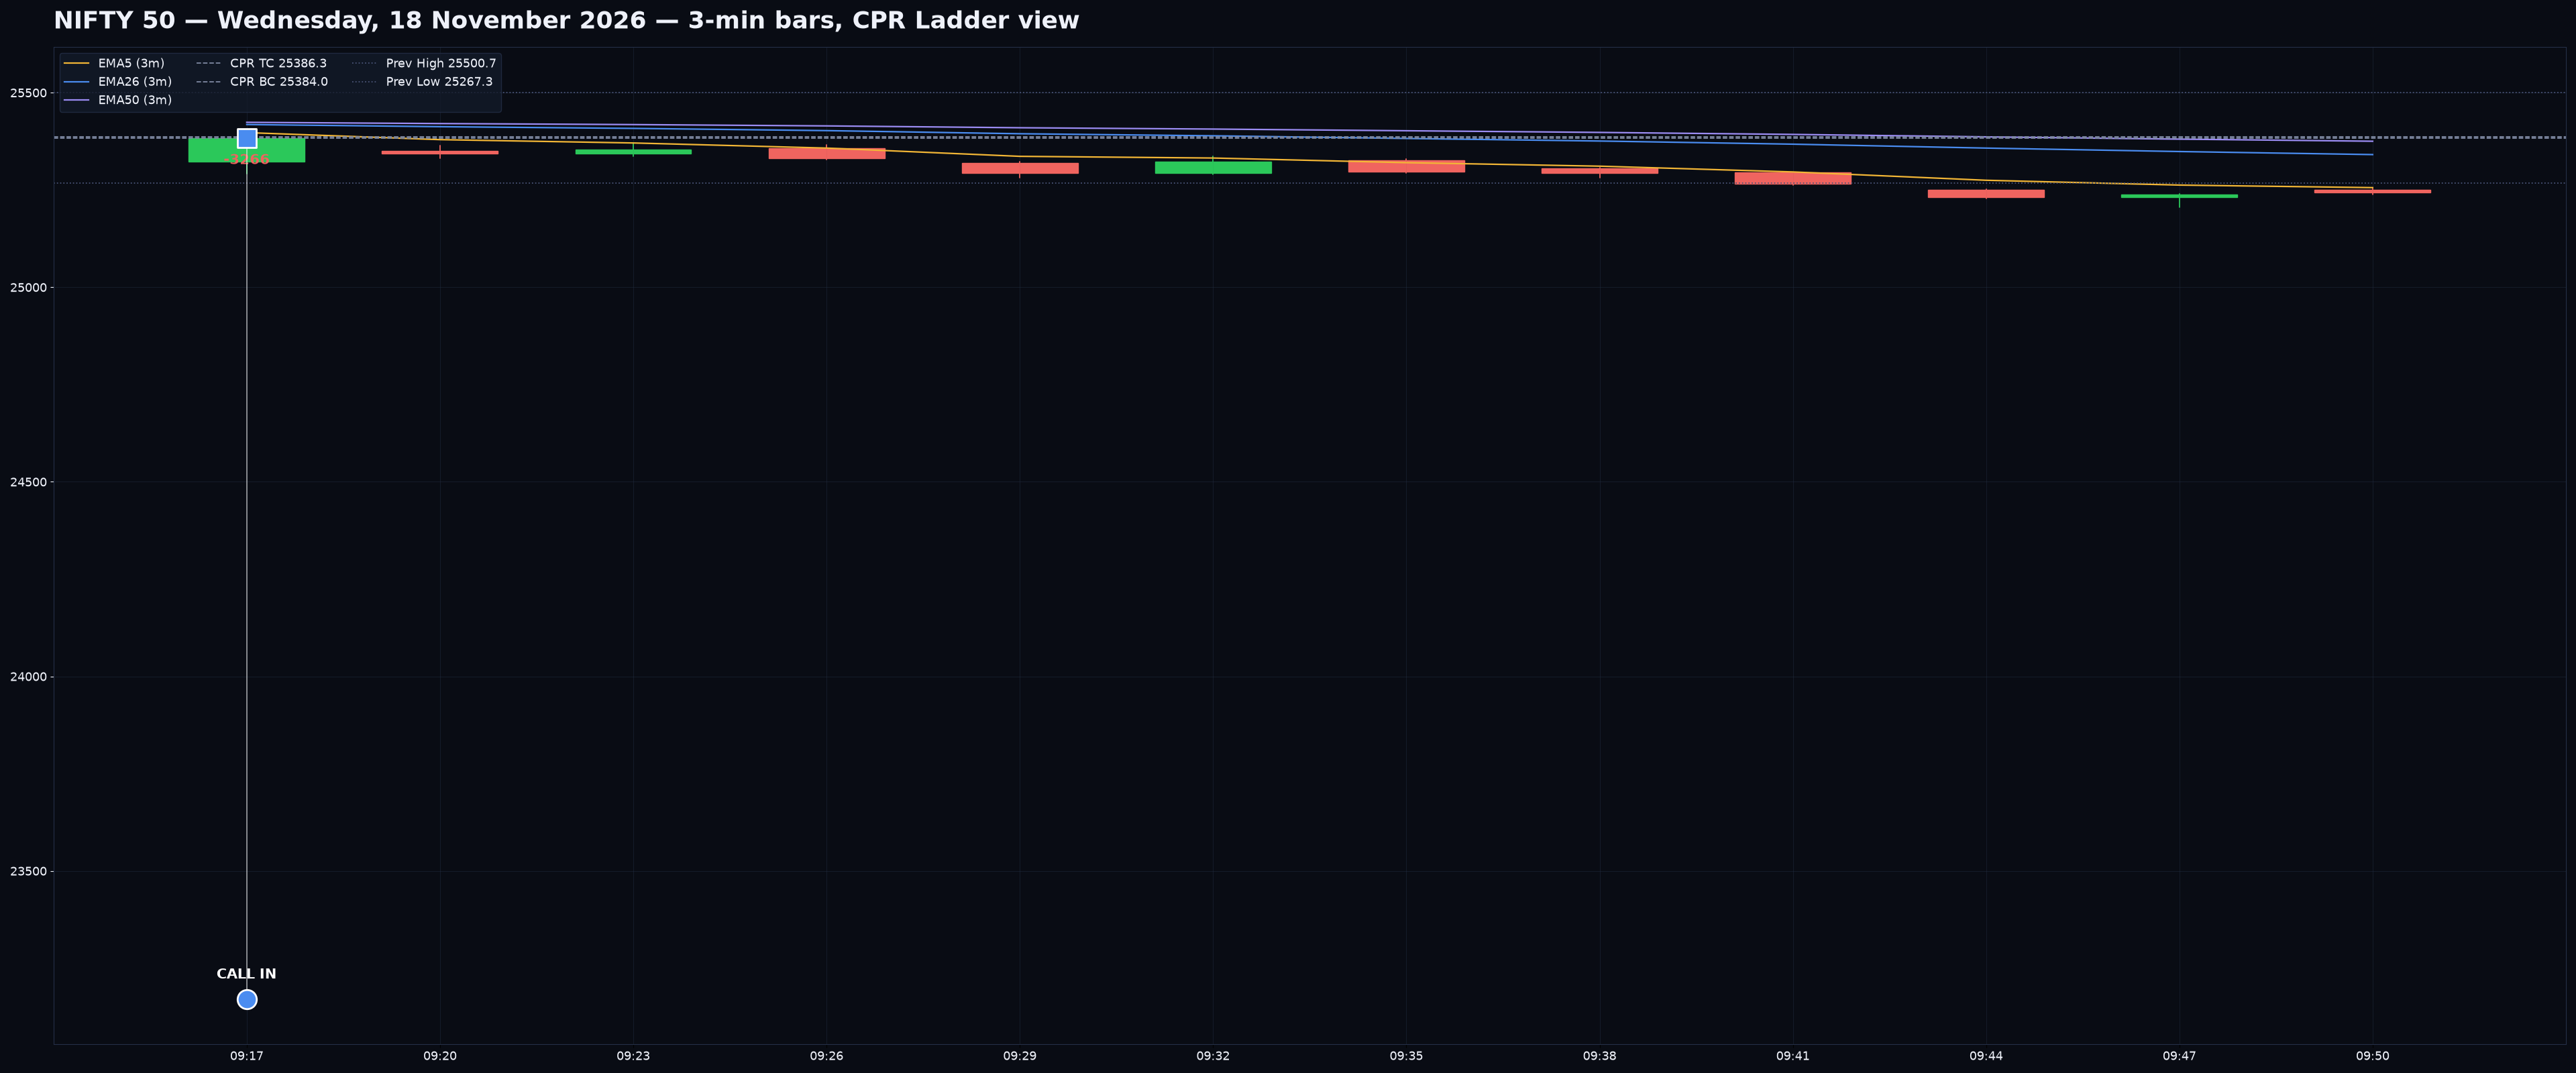 NIFTY 50 — Wednesday, 18 November 2026 — 3-min bars, CPR Ladder view
EMA5 (3m) CPR TC 25386.3 Prev High 25500.7
EMA26 (3m) CPR BC 25384.0 Prev Low 25267.3
EMA50 (3m)
25500
25000
24500
24000
23500
-3266
CALL IN
09:17 09:20 09:23 09:26 09:29 09:32 09:35 09:38 09:41 09:44 09:47 09:50